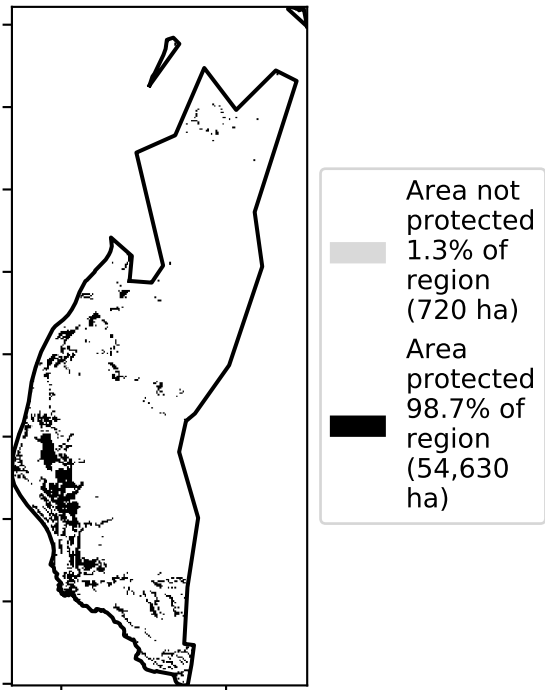 Area not
protected
1.3% of
region
(720 ha)
Area
protected
98.7% of
region
(54,630
ha)